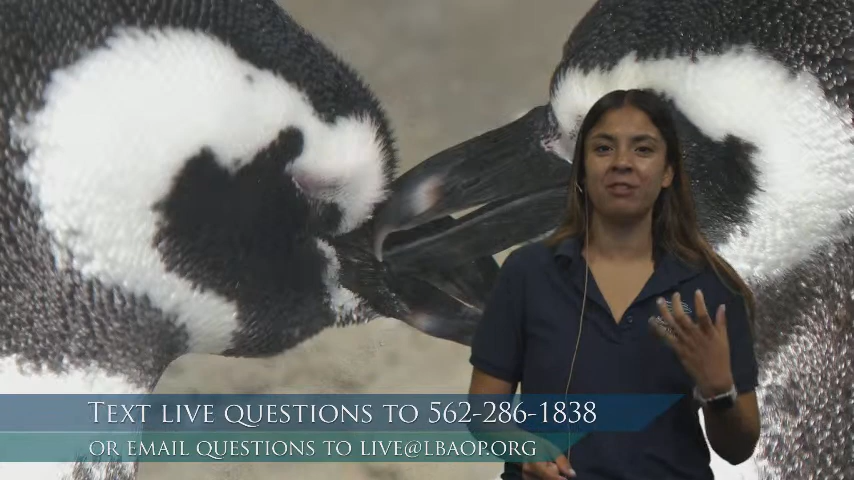 Text live questions to 562-286-1838
or email questions to live@lbaop.org